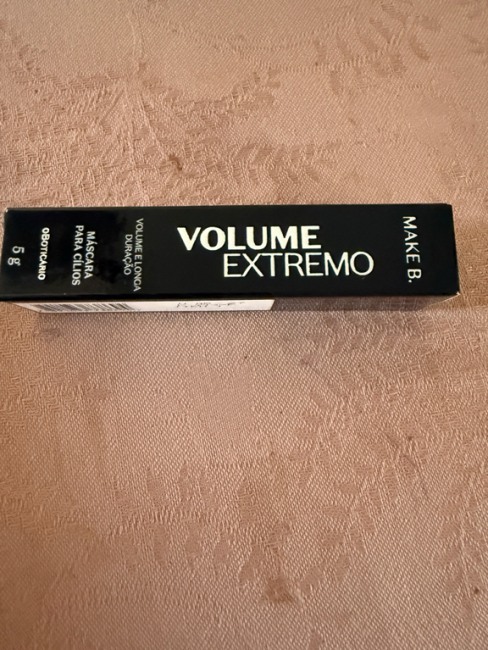 MAKE B.
VOLUME
EXTREMO
VOLUME E LONGA
DURAÇÃO
MÁSCARA
PARA CÍLIOS
oBOTICÁRIO
5 g